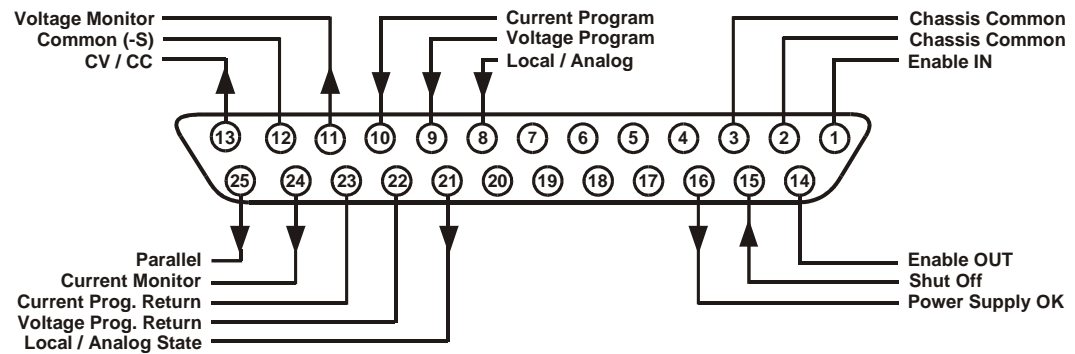 Voltage Monitor
Common (-S)
CV / CC
Current Program
Voltage Program
Local / Analog
Chassis Common
Chassis Common
Enable IN
13 12 11 10 9 8 7 6 5 4 3 2 1
25 24 23 22 21 20 19 18 17 16 15 14
Parallel
Current Monitor
Current Prog. Return
Voltage Prog. Return
Local / Analog State
Enable OUT
Shut Off
Power Supply OK